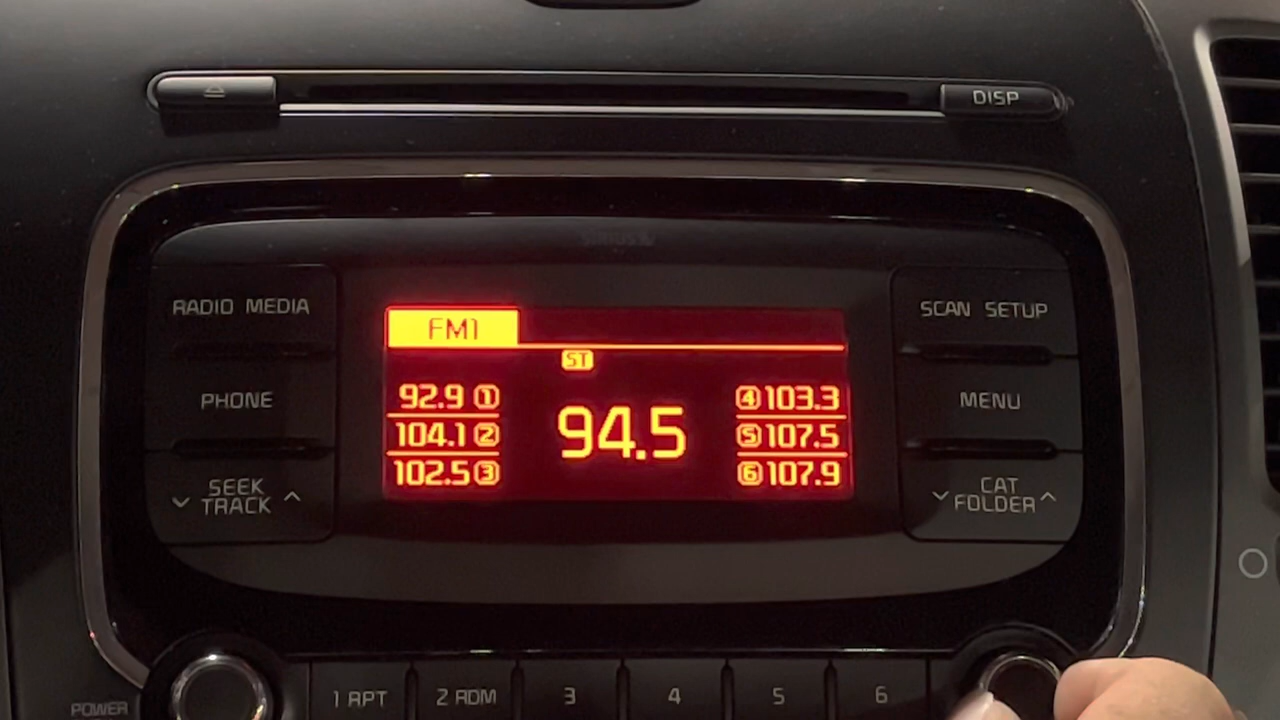 DISP
SIRIUS
RADIO MEDIA
SCAN SETUP
FM1
ST
PHONE
MENU
92.9 1
104.1 2
102.5 3
94.5
4 103.3
5 107.5
6 107.9
SEEK
TRACK
CAT
FOLDER
POWER
1 RPT
2 RDM
3
4
5
6